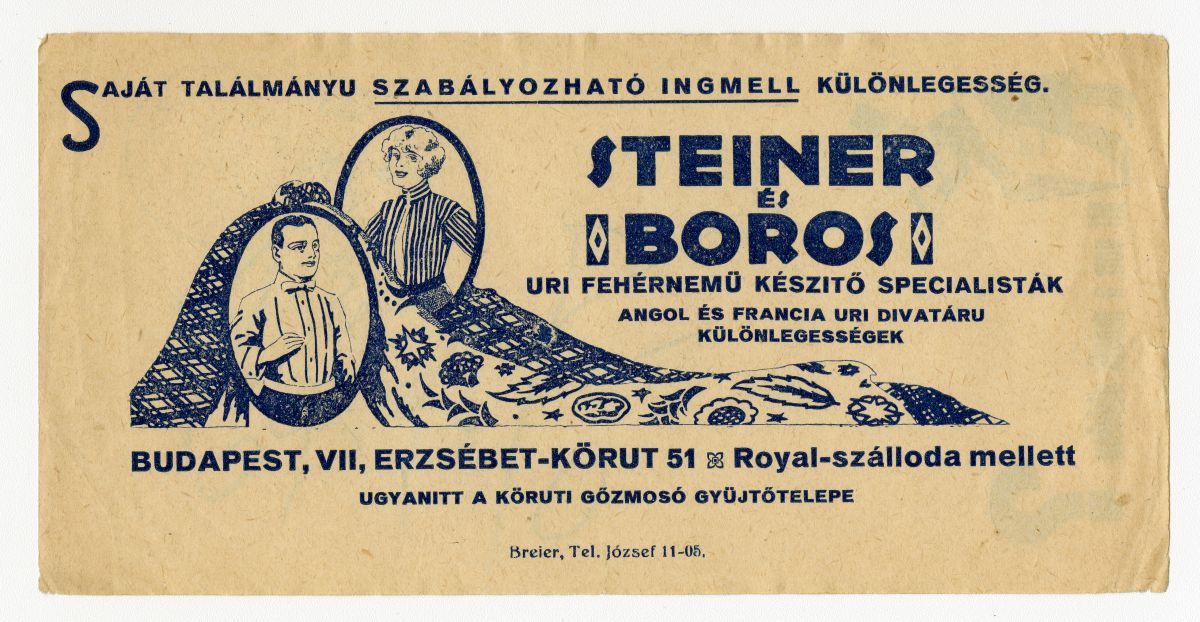 SAJÁT TALÁLMÁNYU SZABÁLYOZHATÓ INGMELL KÜLÖNLEGESSÉG.
STEINER
ÉS
BOROS
URI FEHÉRNEMŰ KÉSZITŐ SPECIALISTÁK
ANGOL ÉS FRANCIA URI DIVATÁRU
KÜLÖNLEGESSÉGEK
BUDAPEST, VII, ERZSÉBET-KÖRUT 51 Royal-szálloda mellett
UGYANITT A KÖRUTI GŐZMOSÓ GYÜJTŐTELEPE
Breier, Tel. József 11-05.